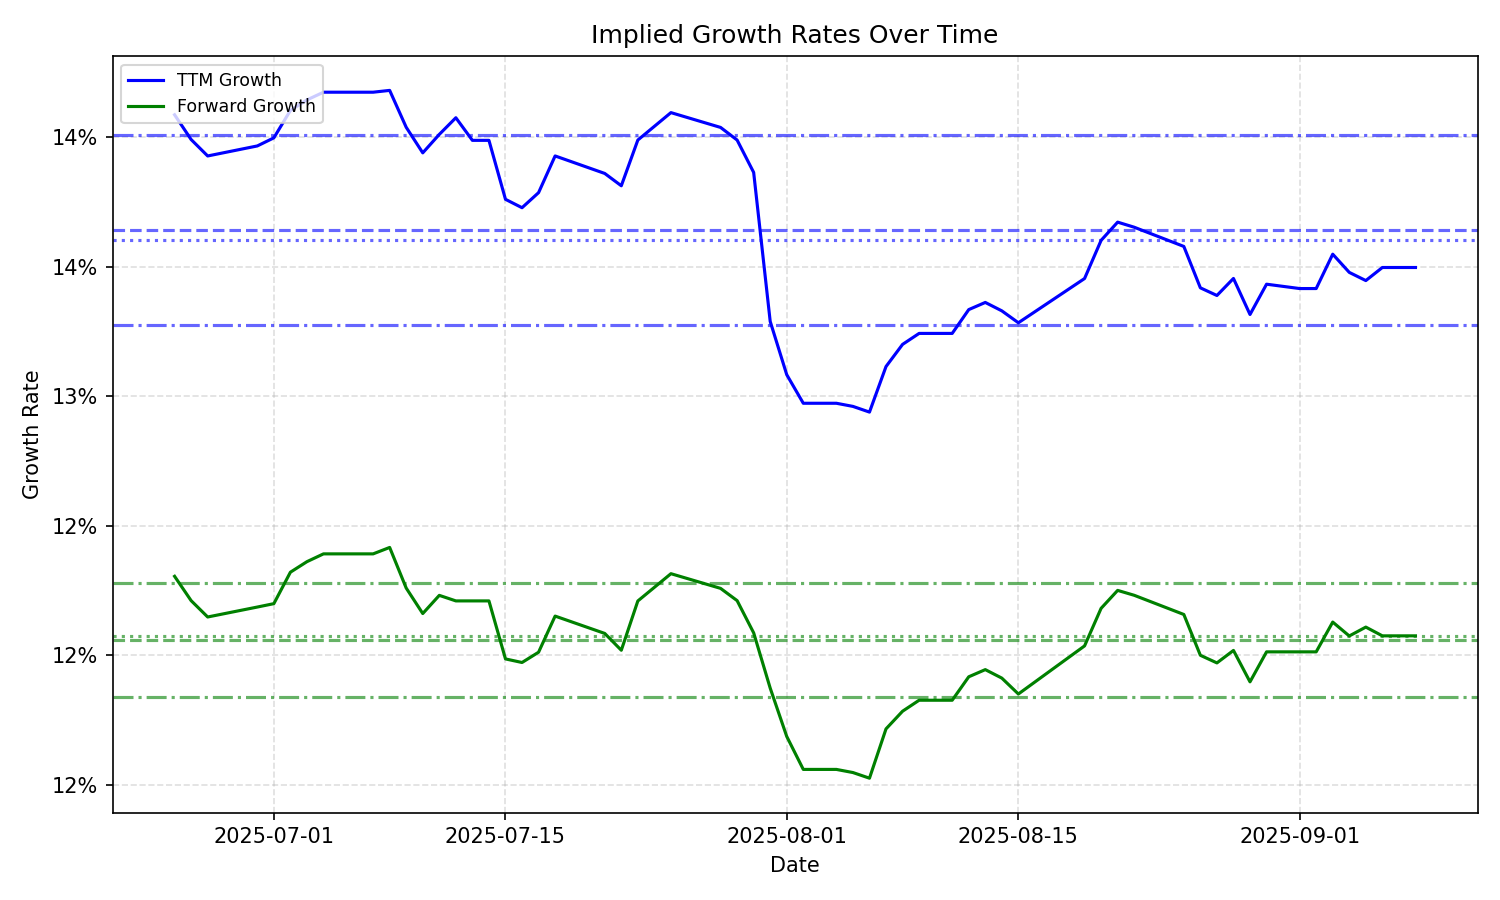 Implied Growth Rates Over Time
TTM Growth
Forward Growth
14%
14%
13%
12%
12%
12%
Growth Rate
2025-07-01
2025-07-15
2025-08-01
2025-08-15
2025-09-01
Date